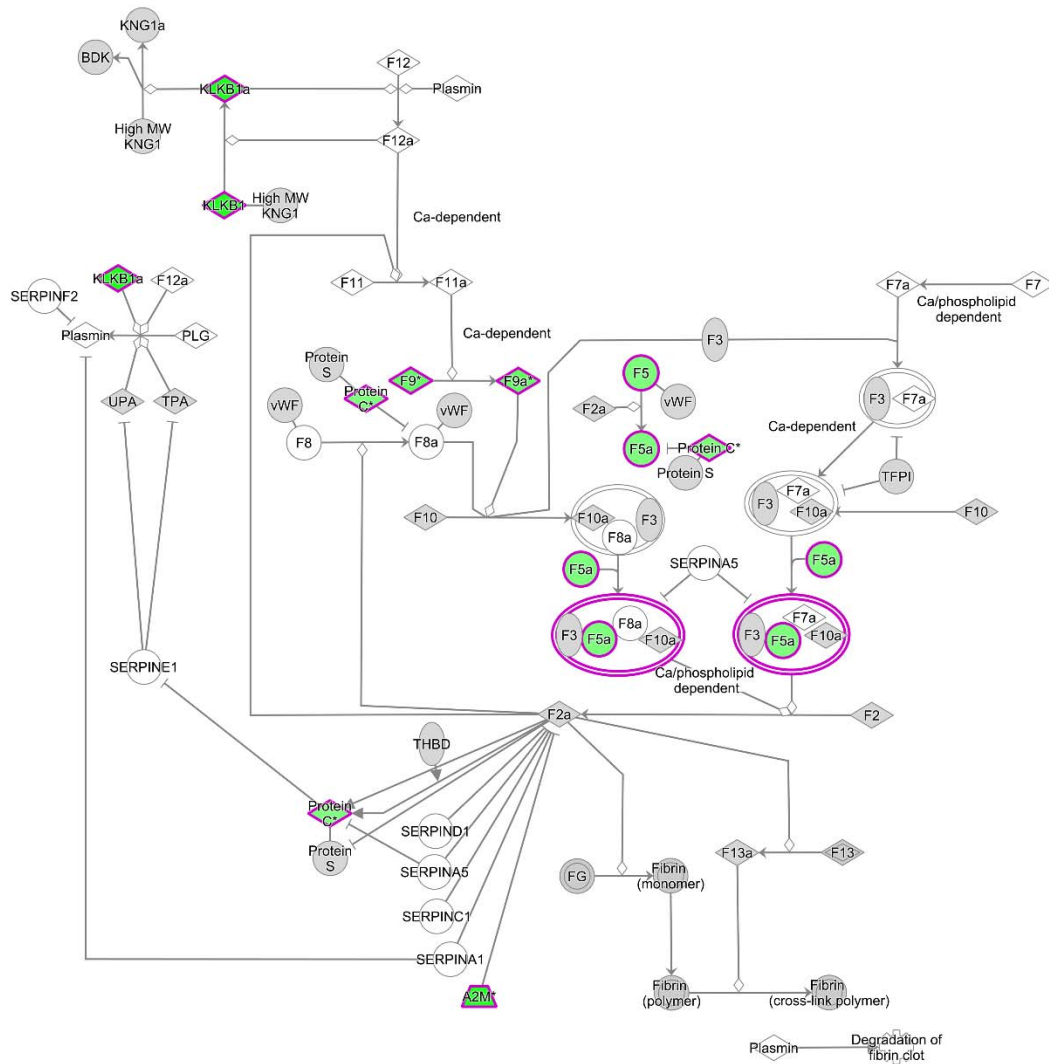 KNG1a
BDK
F12
KLKB1a
Plasmin
High MW
KNG1
F12a
KLKB1
High MW
KNG1
Ca-dependent
KLKB1a
F12a
SERPINF2
Plasmin
PLG
UPA
TPA
F11
F11a
F7a
F7
Ca/phospholipid
dependent
Ca-dependent
F3
Protein
S
Protein
C*
F9*
F9a*
vWF
F8
vWF
F8a
F5
vWF
F2a
F5a
Protein C*
Protein S
F3
F7a
Ca-dependent
TFPI
F10
F10a
F3
F8a
F7a
F3
F10a
F10
F5a
SERPINA5
F5a
F3
F5a
F8a
F10a
F7a
F3
F5a
F10a
SERPINE1
Ca/phospholipid
dependent
F2a
F2
THBD
Protein
C*
Protein
S
SERPIND1
SERPINA5
SERPINC1
SERPINA1
A2M*
FG
Fibrin
(monomer)
F13a
F13
Fibrin
(polymer)
Fibrin
(cross-link polymer)
Plasmin
Degradation of
fibrin clot